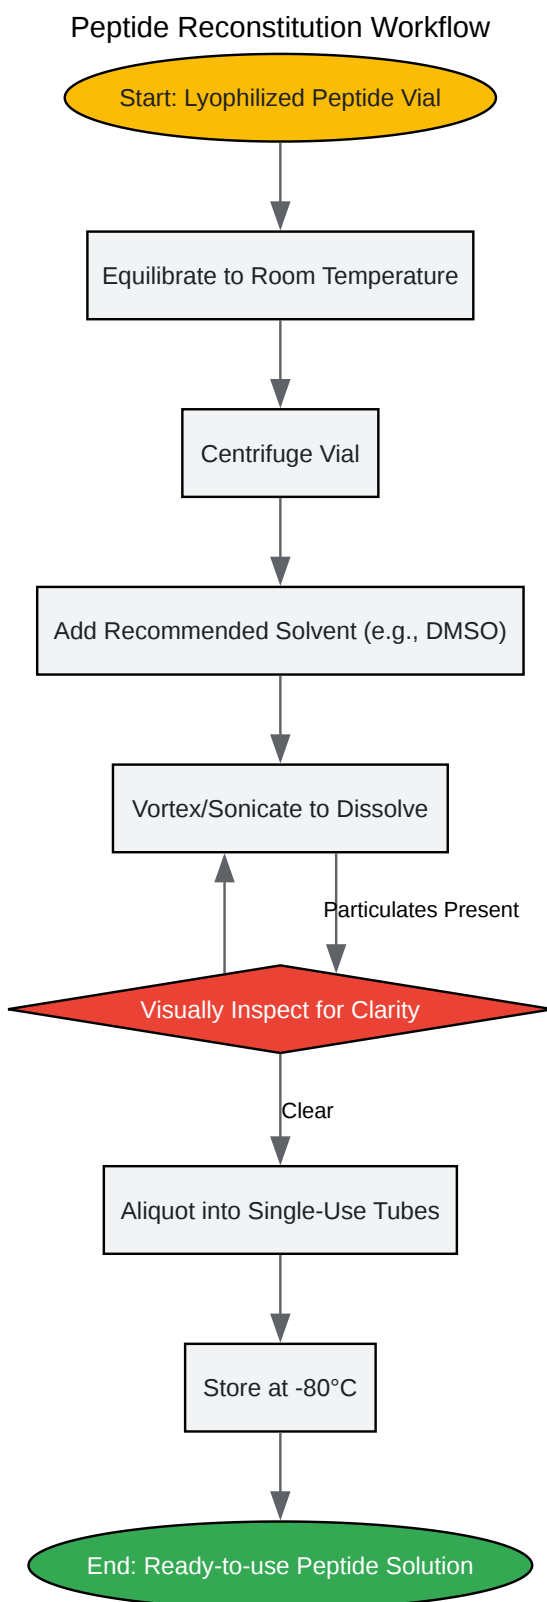 Peptide Reconstitution Workflow
Start: Lyophilized Peptide Vial
Equilibrate to Room Temperature
Centrifuge Vial
Add Recommended Solvent (e.g., DMSO)
Vortex/Sonicate to Dissolve
Particulates Present
Visually Inspect for Clarity
Clear
Aliquot into Single-Use Tubes
Store at -80°C
End: Ready-to-use Peptide Solution